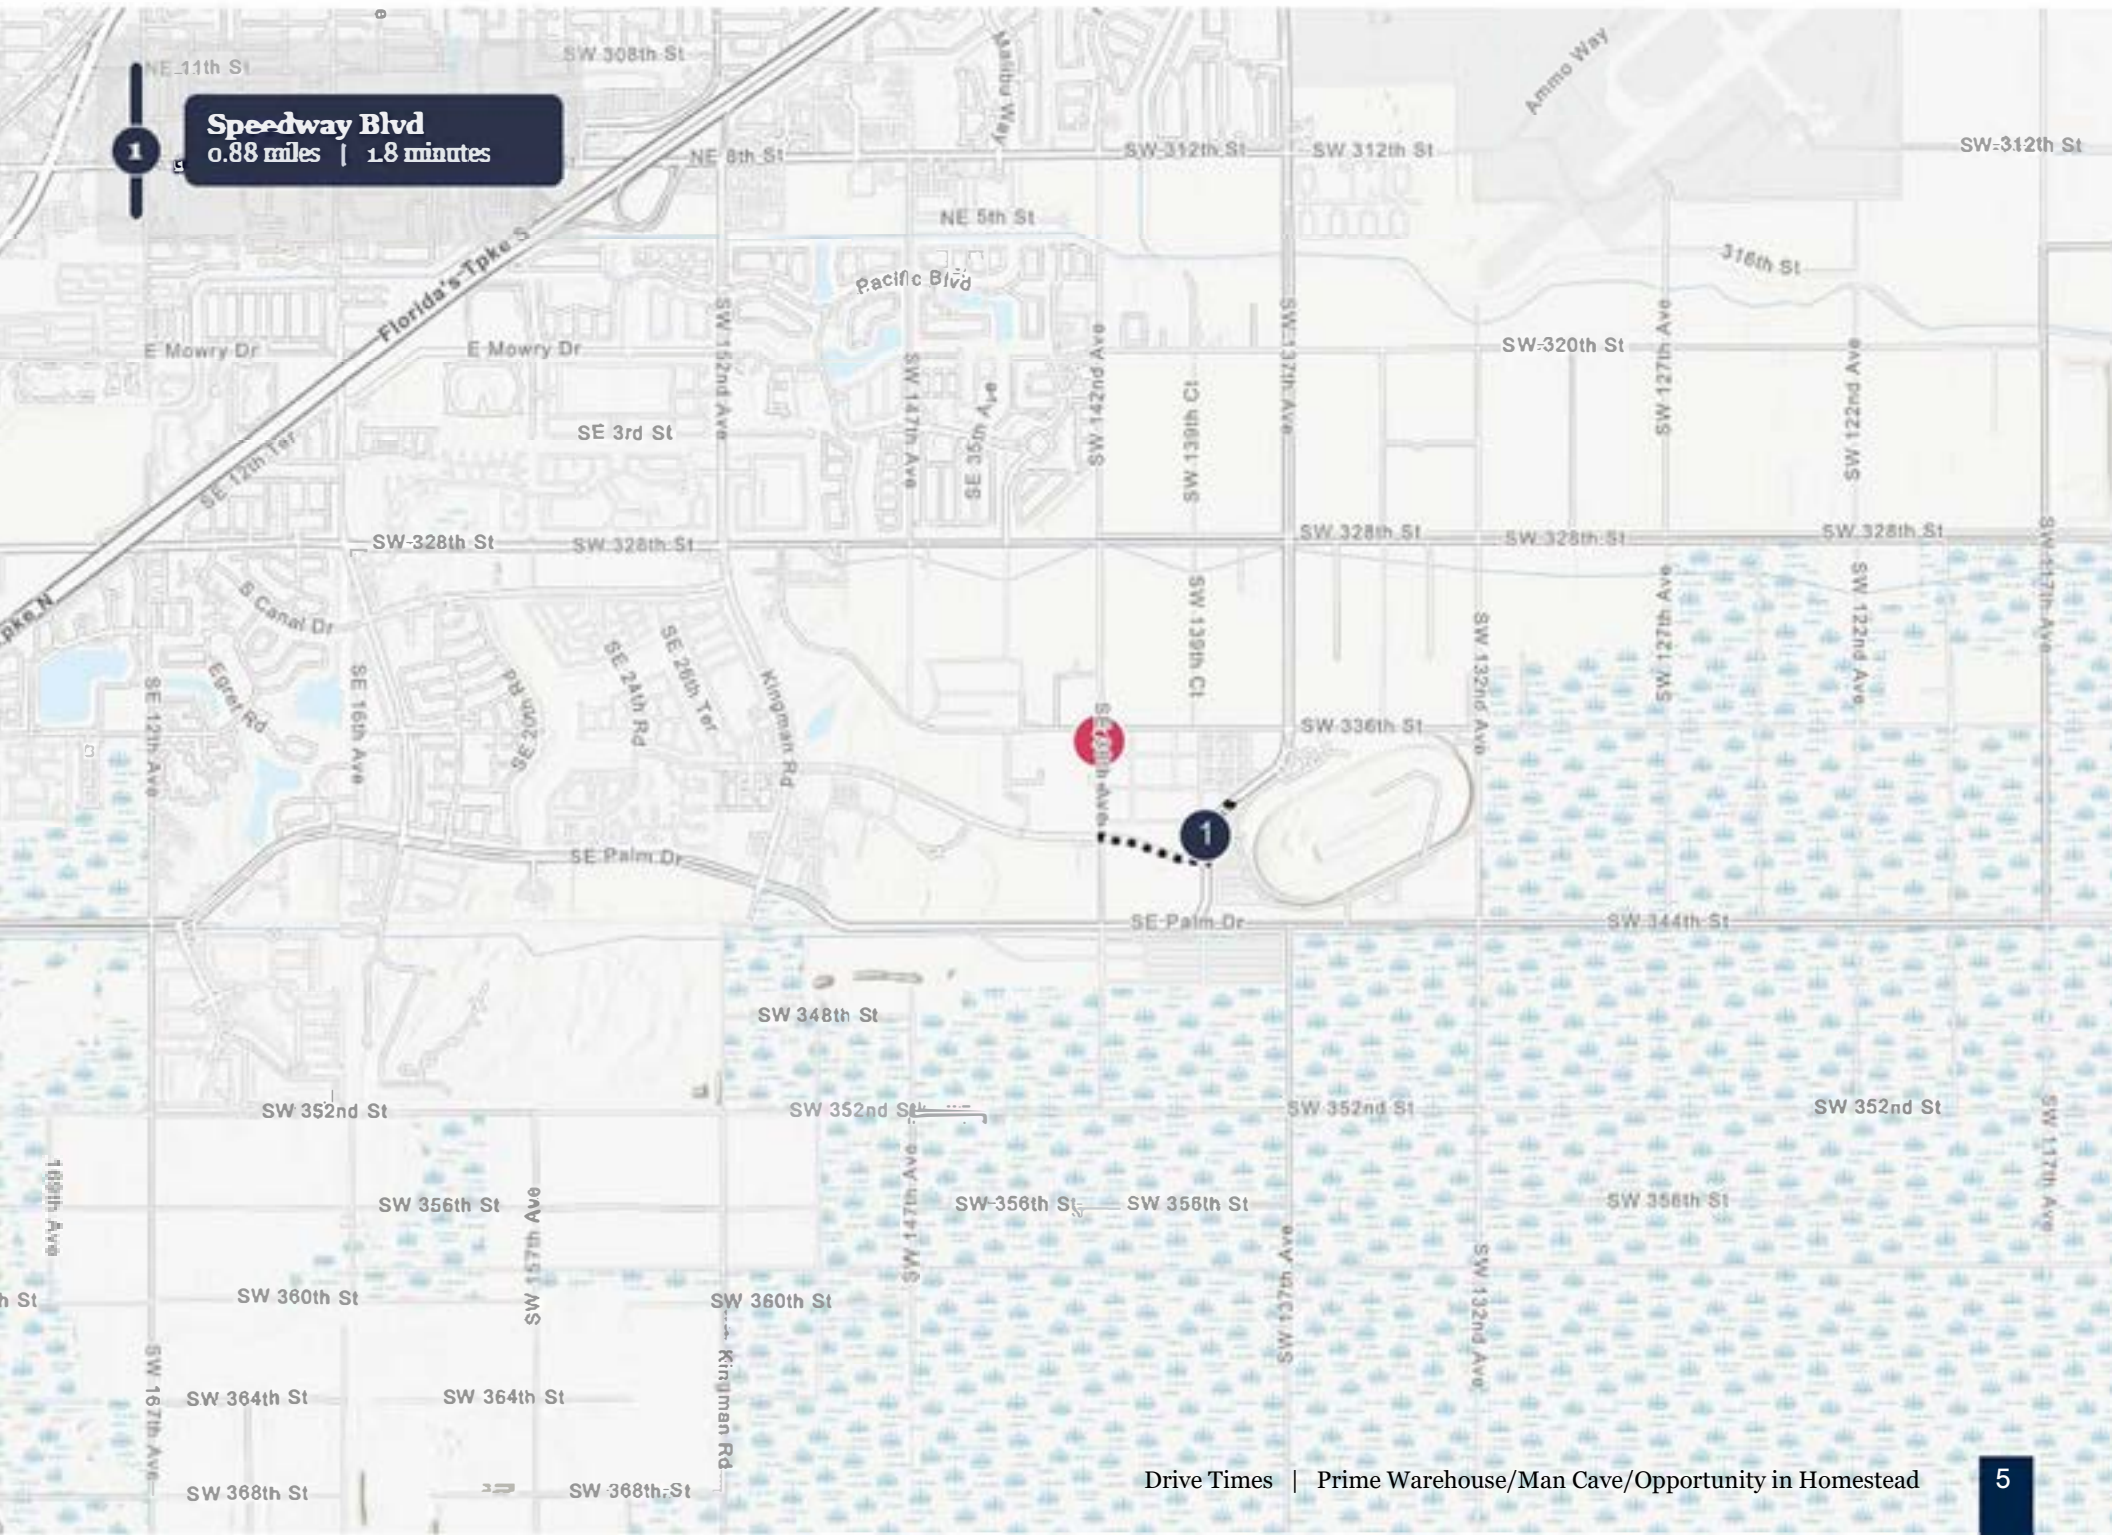 NE 11th St
SW 308th St
Malibu Way
Ammo Way
1
Speedway Blvd
0.88 miles | 1.8 minutes
NE 8th St
SW 312th St
SW 312th St
SW-312th St
NE 5th St
Florida's Tpke S
316th St
Pacific Blvd
E Mowry Dr
E Mowry Dr
SW 152nd Ave
SW 147th Ave
SE 35th Ave
SW 142nd Ave
SW 139th Ct
SW 137th Ave
SW-320th St
SW 127th Ave
SW 122nd Ave
SE 3rd St
SE 12th Ter
SW-328th St
SW 328th St
SW 328th St
SW 328th St
SW 328th St
SW 117th Ave
pke N
S Canal Dr
Egret Rd
SE 12th Ave
SE 16th Ave
SE 24th Rd
SE 26th Ter
Kingman Rd
SW 139th Ct
SW 132nd Ave
SW 127th Ave
SW 122nd Ave
SW 336th St
1
SE Palm Dr
SE Palm Dr
SW 344th St
SW 348th St
SW 352nd St
SW 352nd St
SW 352nd St
SW 352nd St
SW 117th Ave
SW 356th St
SW 157th Ave
SW 147th Ave
SW-356th St
SW 356th St
SW 356th St
h St
SW 360th St
SW 360th St
SW 137th Ave
SW 132nd Ave
SW 167th Ave
SW 364th St
SW 364th St
Kingman Rd
SW 368th St
SW 368th St
Drive Times | Prime Warehouse/Man Cave/Opportunity in Homestead
5